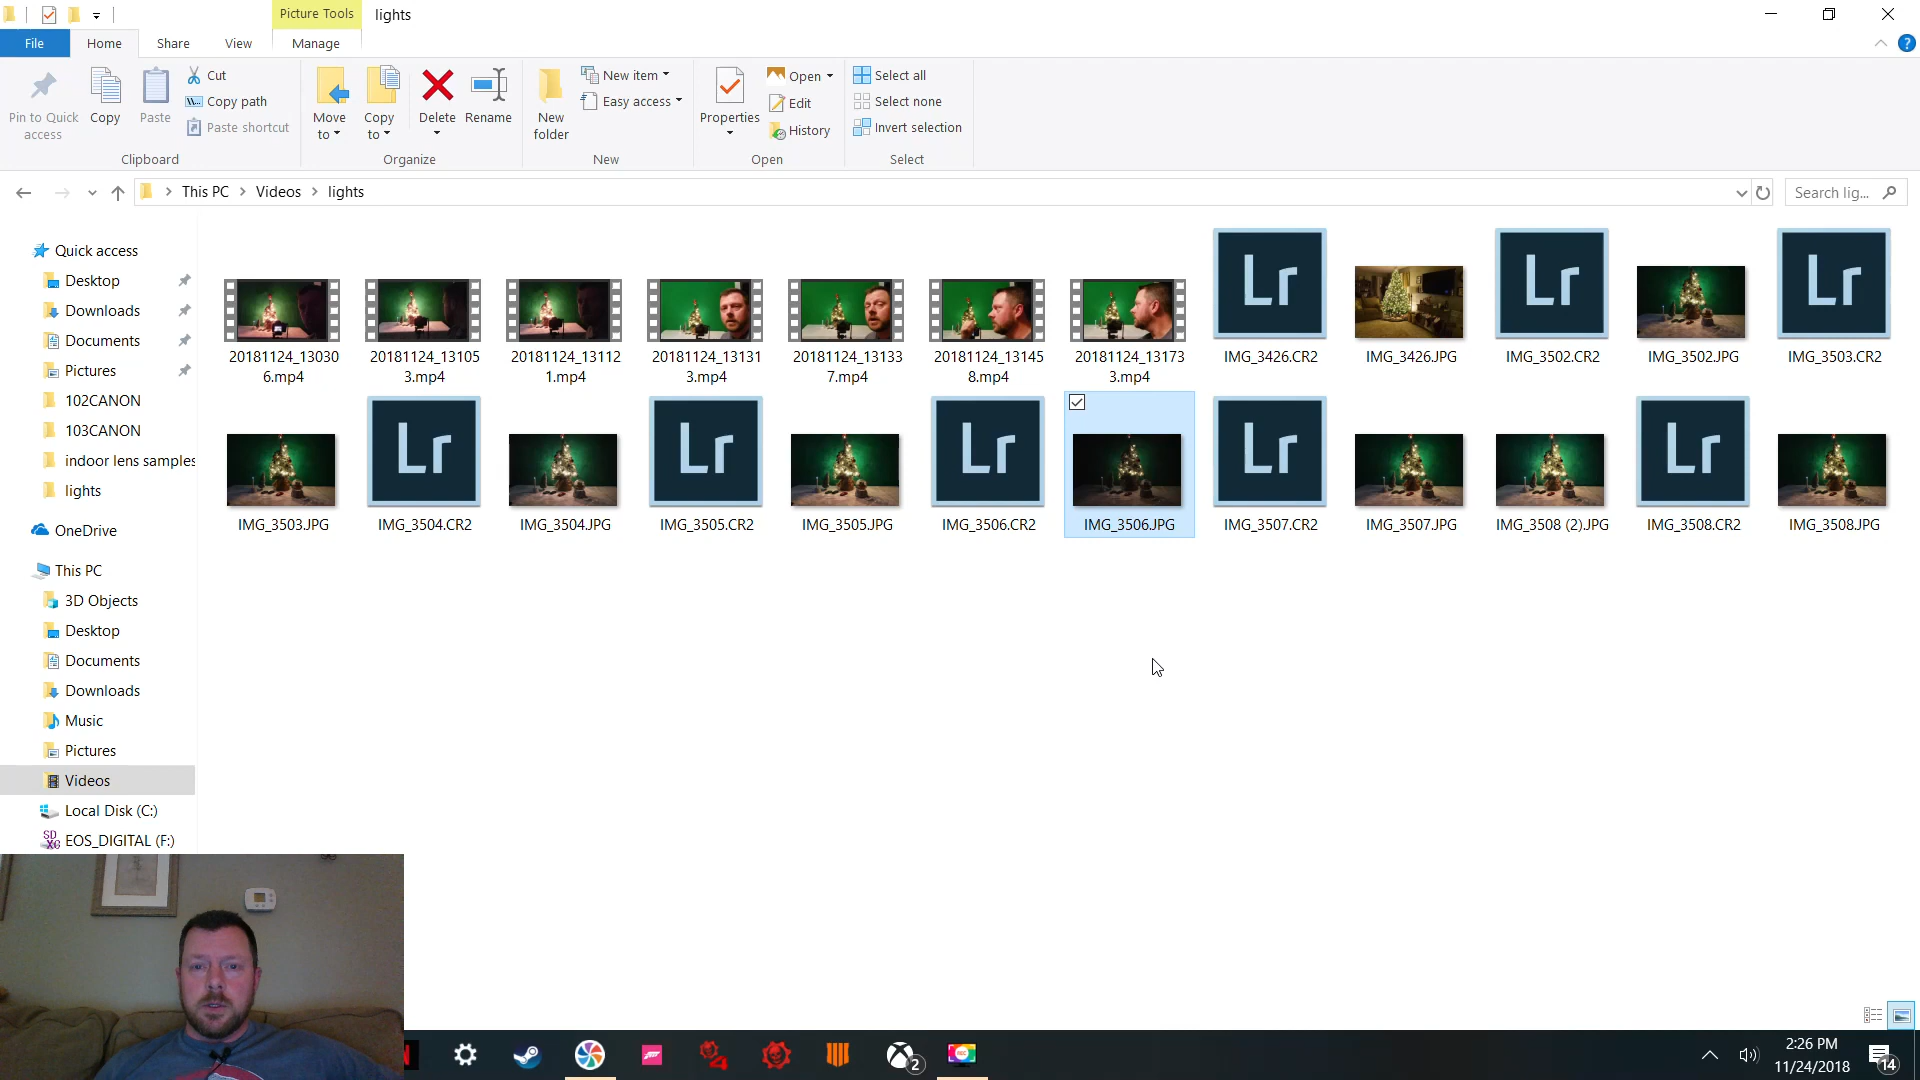 Picture Tools
lights
File
Home
Share
View
Manage
Pin to Quick
access
Copy
Paste
Cut
Copy path
Paste shortcut
Clipboard
Move
to
Copy
to
Delete
Rename
Organize
New
folder
New item
Easy access
New
Properties
Open
Edit
History
Open
Select all
Select none
Invert selection
Select
This PC
Videos
lights
Search lig...
Quick access
Desktop
Downloads
Documents
Pictures
102CANON
103CANON
indoor lens samples
lights
OneDrive
This PC
3D Objects
Desktop
Documents
Downloads
Music
Pictures
Videos
Local Disk (C:)
SD
XC
EOS_DIGITAL (F:)
20181124_13030
6.mp4
20181124_13105
3.mp4
20181124_13112
1.mp4
20181124_13131
3.mp4
20181124_13133
7.mp4
20181124_13145
8.mp4
20181124_13173
3.mp4
Lr
IMG_3426.CR2
IMG_3426.JPG
Lr
IMG_3502.CR2
IMG_3502.JPG
Lr
IMG_3503.CR2
IMG_3503.JPG
Lr
IMG_3504.CR2
IMG_3504.JPG
Lr
IMG_3505.CR2
IMG_3505.JPG
Lr
IMG_3506.CR2
IMG_3506.JPG
Lr
IMG_3507.CR2
IMG_3507.JPG
IMG_3508 (2).JPG
Lr
IMG_3508.CR2
IMG_3508.JPG
4
2
REC
2:26 PM
11/24/2018
14